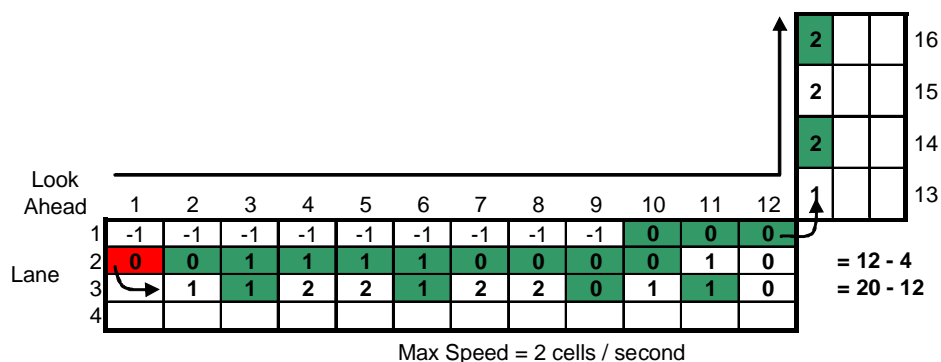 2 16
2 15
2 14
1 13
Look
Ahead 1 2 3 4 5 6 7 8 9 10 11 12
1 -1 -1 -1 -1 -1 -1 -1 -1 -1 0 0 0
Lane 2 0 0 1 1 1 1 0 0 0 0 1 0 = 12 - 4
3 1 1 2 2 1 2 2 0 1 1 0 = 20 - 12
4
Max Speed = 2 cells / second